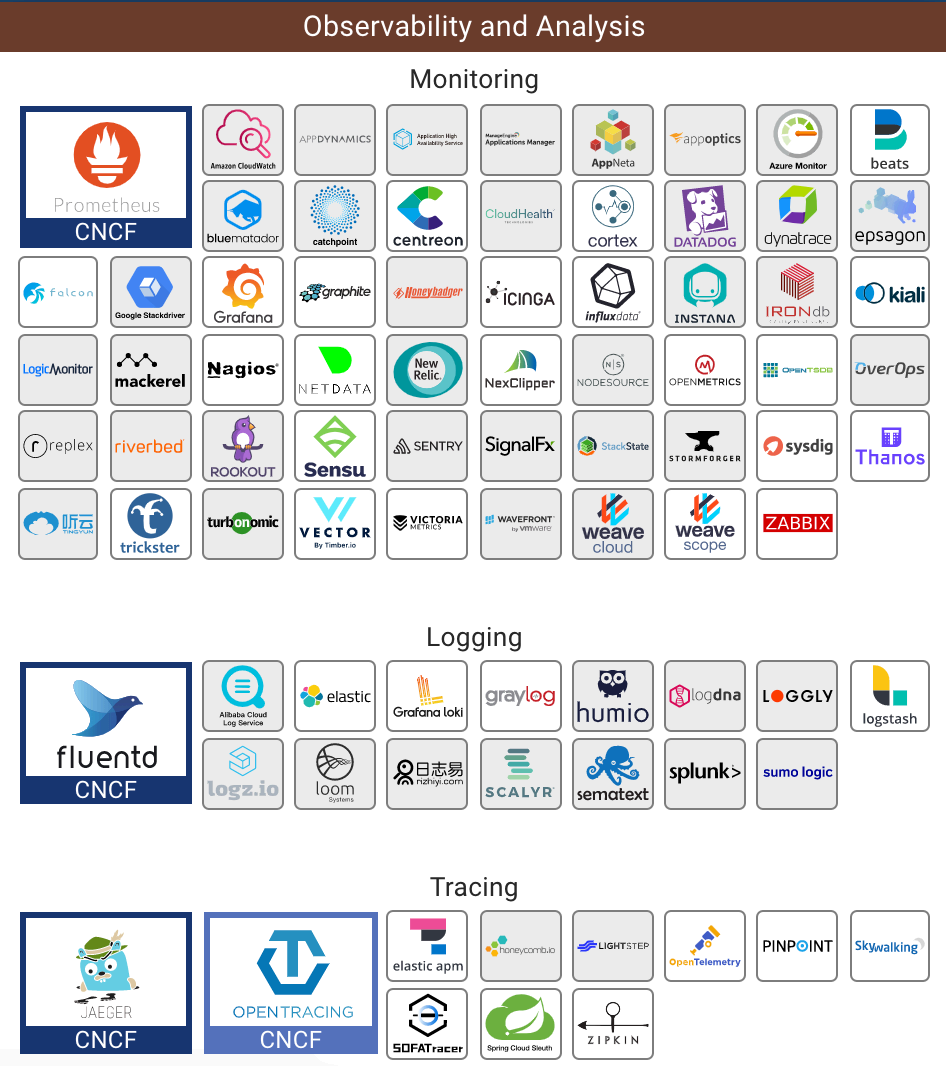 Observability and Analysis
Monitoring
Prometheus
CNCF
Amazon CloudWatch
APPDYNAMICS
Application High
Availability Service
ManageEngine
Applications Manager
AppNeta
appoptics
Azure Monitor
beats
bluematador
catchpoint
centreon
CloudHealth
cortex
DATADOG
dynatrace
epsagon
falcon
Google Stackdriver
Grafana
graphite
Honeybadger
ICINGA
influxdata
INSTANA
IRONdb
kiali
LogicMonitor
mackerel
Nagios
NETDATA
New
Relic.
NexClipper
N|S
NODESOURCE
M
OPENMETRICS
OPENTSDB
OverOps
r replex
riverbed
ROOKOUT
Sensu
SENTRY
SignalFx
StackState
STORMFORGER
sysdig
Thanos
听云
TINGYUN
trickster
turbonomic
VECTOR
By Timber.io
VICTORIA
METRICS
WAVEFRONT
by vmware
weave
cloud
weave
scope
ZABBIX
Logging
fluentd
CNCF
Alibaba Cloud
Log Service
elastic
Grafana loki
graylog
humio
logdna
LOGGLY
logstash
logz.io
loom
Systems
日志易
rizhiyi.com
SCALYR
sematext
splunk>
sumo logic
Tracing
JAEGER
CNCF
OPENTRACING
CNCF
elastic apm
honeycomb.io
LIGHTSTEP
OpenTelemetry
PINPOINT
Skywalking
SOFATracer
Spring Cloud Sleuth
ZIPKIN